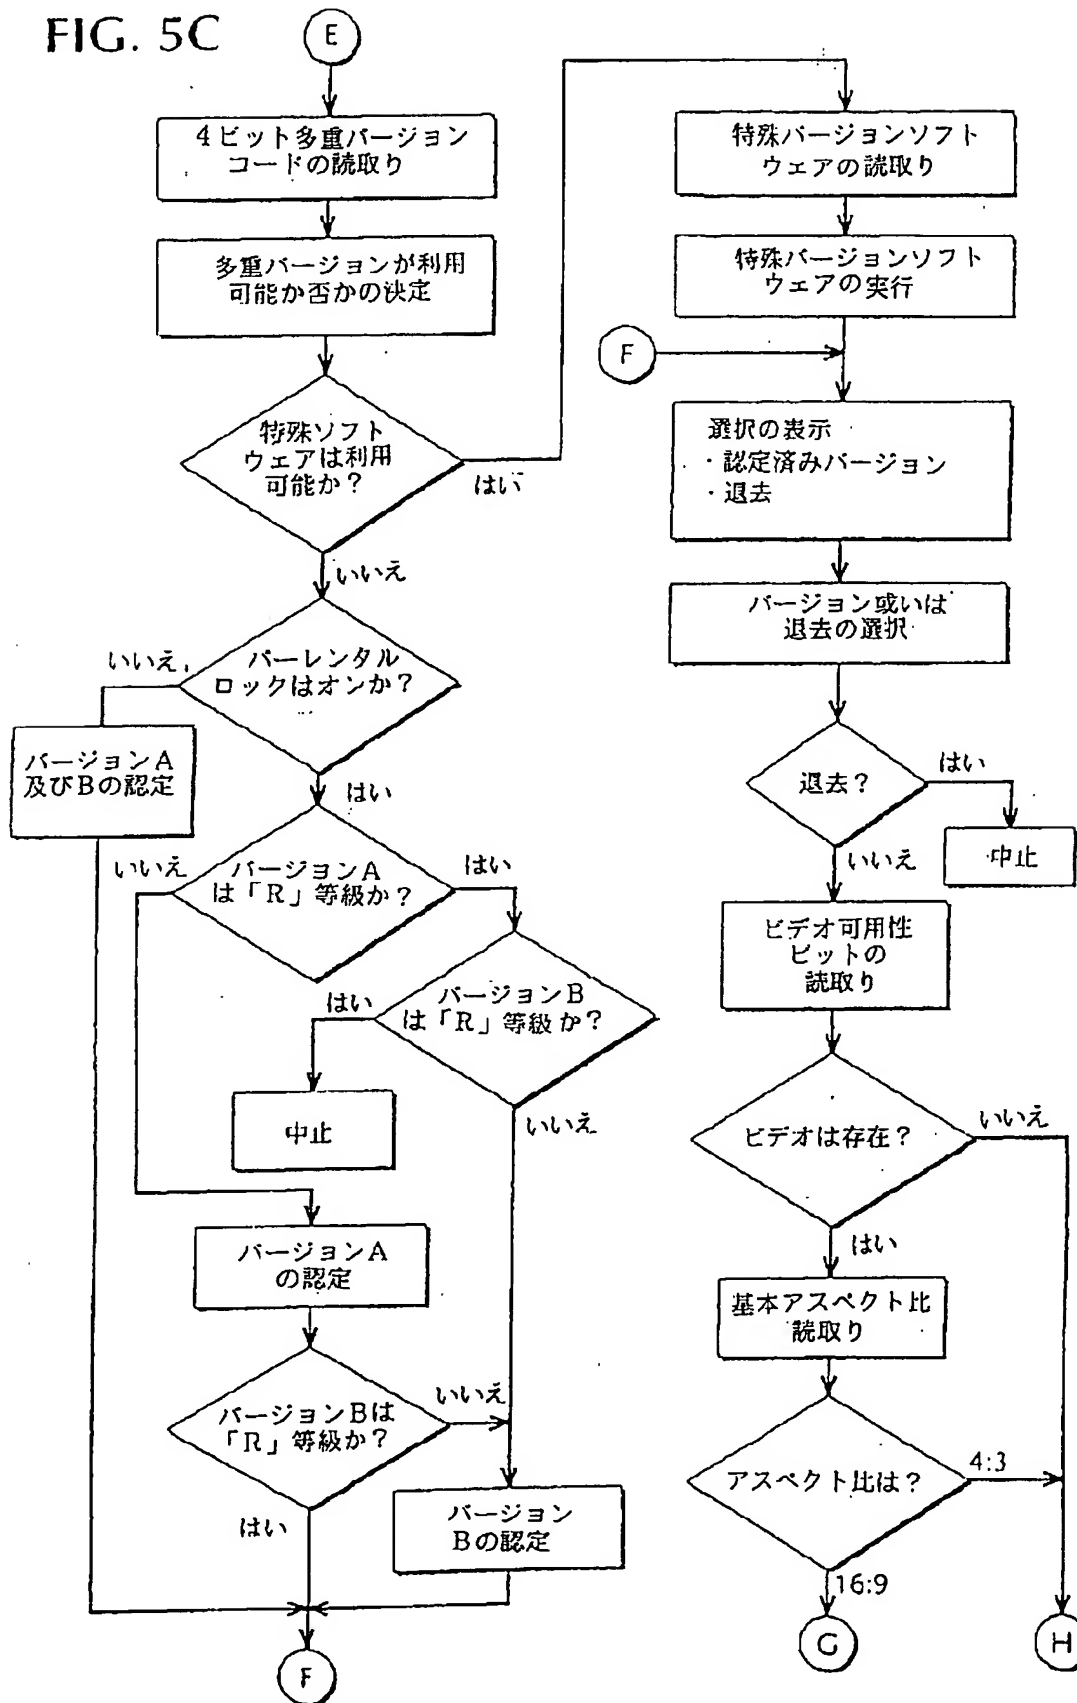 FIG. 5C
E
4ビット多重バージョン
コードの読取り
多重バージョンが利用
可能か否かの決定
特殊ソフト
ウェアは利用
可能か?
はい
いいえ
パーレンタル
ロックはオンか?
いいえ
バージョンA
及びBの認定
はい
バージョンA
は「R」等級か?
いいえ
はい
バージョンB
は「R」等級か?
はい
中止
いいえ
バージョンA
の認定
バージョンBは
「R」等級か?
いいえ
はい
バージョン
Bの認定
F
特殊バージョンソフト
ウェアの読取り
特殊バージョンソフト
ウェアの実行
F
選択の表示
・認定済みバージョン
・退去
バージョン或いは
退去の選択
退去?
はい
中止
いいえ
ビデオ可用性
ビットの
読取り
ビデオは存在?
いいえ
はい
基本アスペクト比
読取り
アスペクト比は?
4:3
16:9
G
H